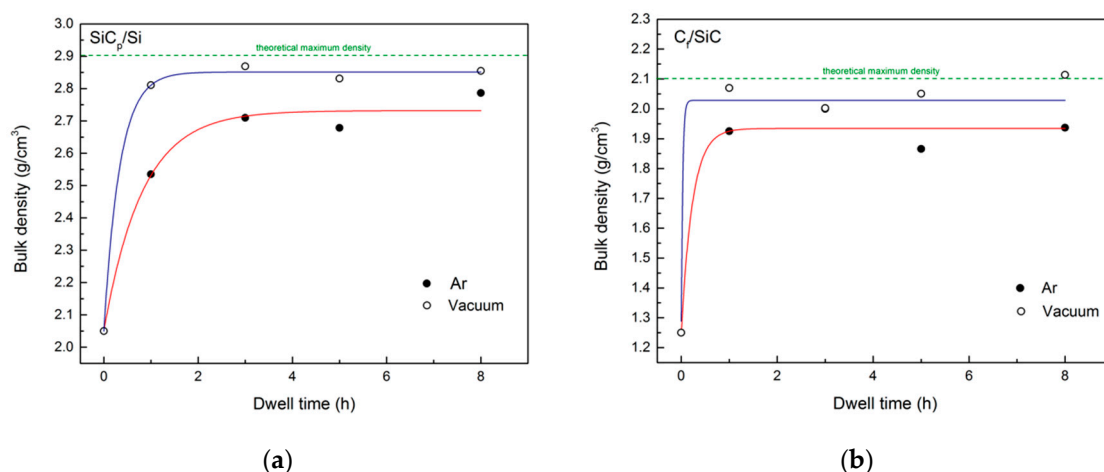 SiCp/Si
theoretical maximum density
3.0
2.9
2.8
2.7
2.6
2.5
2.4
2.3
2.2
2.1
2.0
Bulk density (g/cm³)
Ar
Vacuum
0 2 4 6 8
Dwell time (h)
(a)
Cf/SiC
theoretical maximum density
2.3
2.2
2.1
2.0
1.9
1.8
1.7
1.6
1.5
1.4
1.3
1.2
Bulk density (g/cm³)
Ar
Vacuum
0 2 4 6 8
Dwell time (h)
(b)